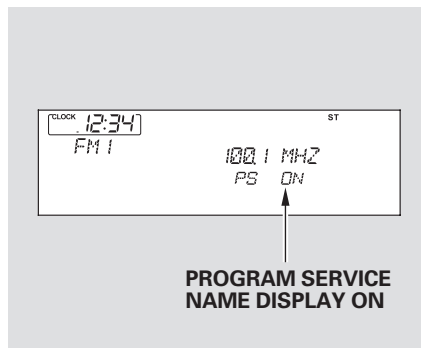 CLOCK 12:34
ST
FM1
100.1 MHZ
PS ON
PROGRAM SERVICE
NAME DISPLAY ON